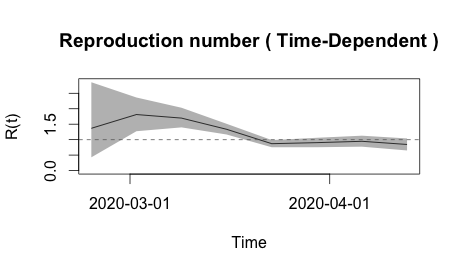 Reproduction number ( Time-Dependent )
R(t)
1.5
0.0
2020-03-01
2020-04-01
Time